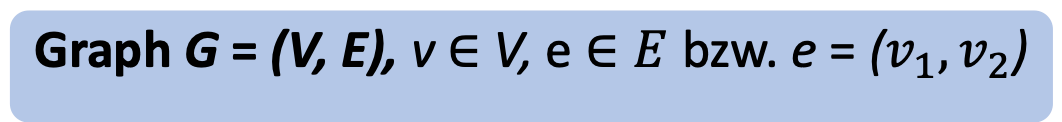 Graph G = (V, E), v ∈ V, e ∈ E bzw. e = (v₁, v₂)